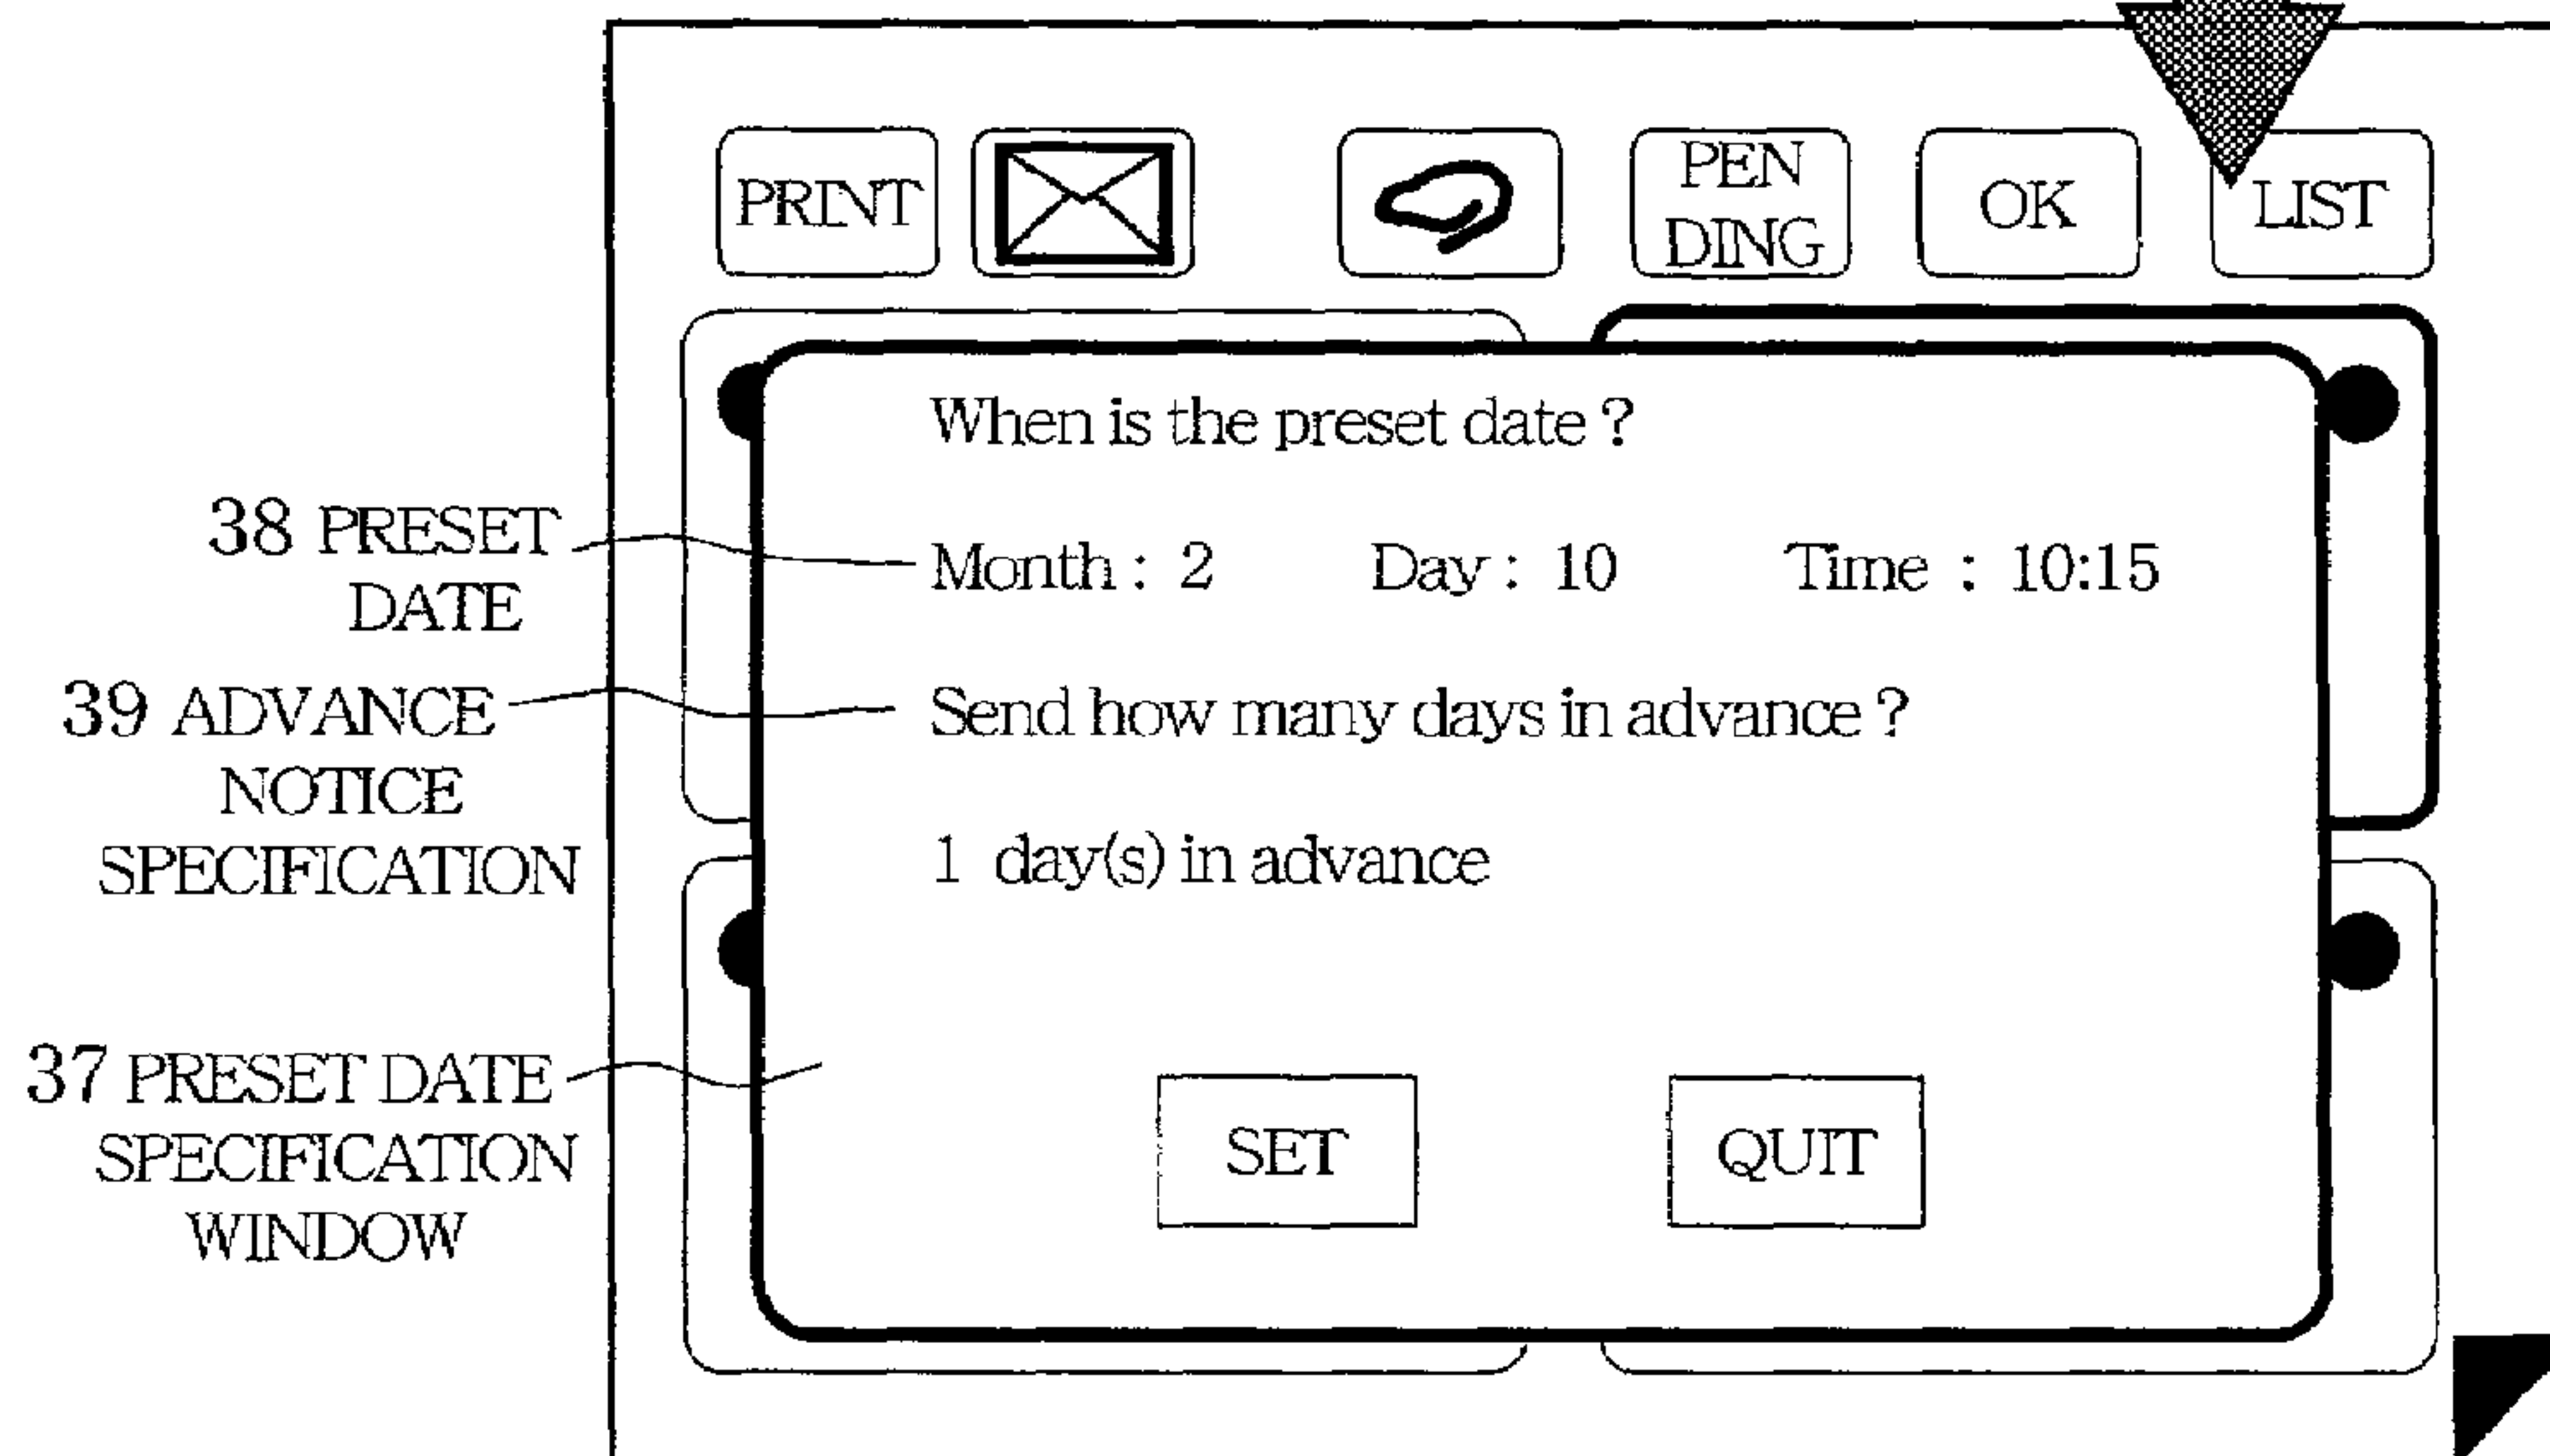 PRINT
PEN
DING
OK
LIST
When is the preset date ?
38 PRESET
DATE
Month : 2 Day : 10 Time : 10:15
39 ADVANCE
NOTICE
SPECIFICATION
Send how many days in advance ?
1 day(s) in advance
37 PRESET DATE
SPECIFICATION
WINDOW
SET
QUIT